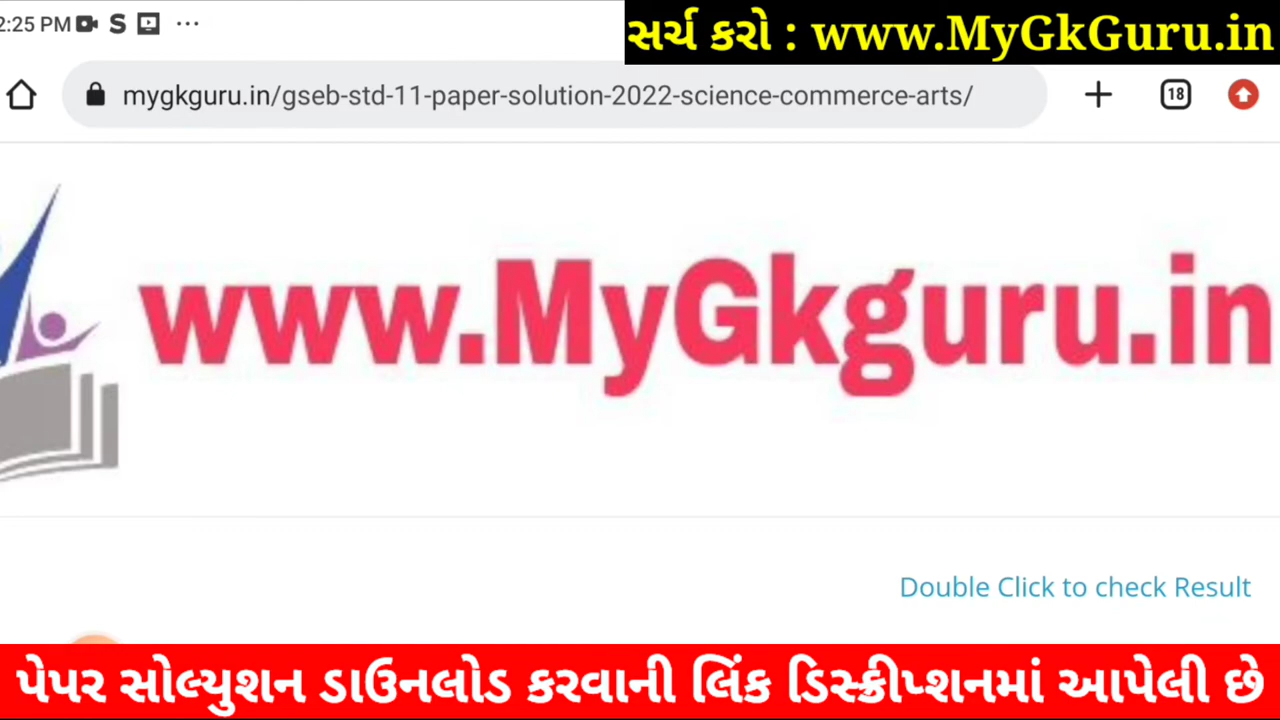 2:25 PM S ...
સર્ચ કરો : www.MyGkGuru.in
mygkguru.in/gseb-std-11-paper-solution-2022-science-commerce-arts/
18
www.MyGkguru.in
Double Click to check Result
પેપર સોલ્યુશન ડાઉનલોડ કરવાની લિંક ડિસ્ક્રીપ્શનમાં આપેલી છે